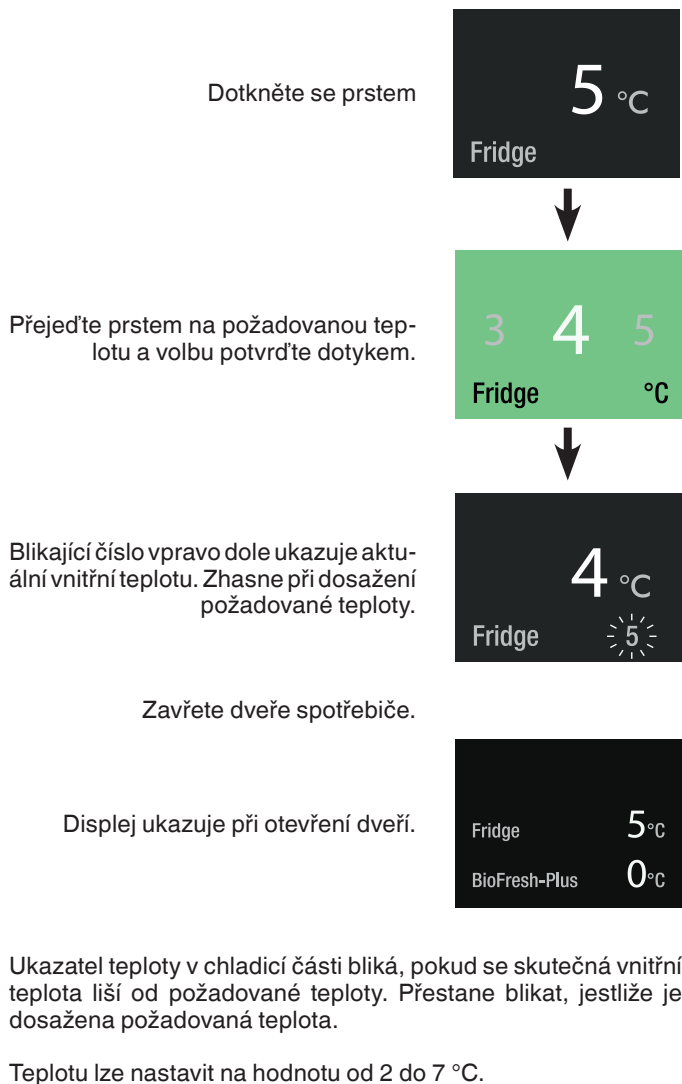 Dotkněte se prstem
5 °C
Fridge
Přejeďte prstem na požadovanou tep-
lotu a volbu potvrďte dotykem.
3 4 5
Fridge °C
Blikající číslo vpravo dole ukazuje aktu-
ální vnitřní teplotu. Zhasne při dosažení
požadované teploty.
4 °C
Fridge 5
Zavřete dveře spotřebiče.
Displej ukazuje při otevření dveří.
Fridge 5°C
BioFresh-Plus 0°C
Ukazatel teploty v chladicí části bliká, pokud se skutečná vnitřní
teplota liší od požadované teploty. Přestane blikat, jestliže je
dosažena požadovaná teplota.
Teplotu lze nastavit na hodnotu od 2 do 7 °C.